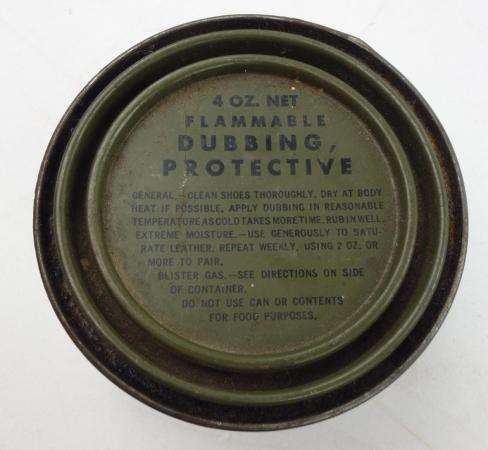 4 OZ. NET
FLAMMABLE
DUBBING,
PROTECTIVE
GENERAL.—CLEAN SHOES THOROUGHLY. DRY AT BODY
HEAT IF POSSIBLE. APPLY DUBBING IN REASONABLE
TEMPERATURE AS COLD TAKES MORE TIME. RUB IN WELL.
EXTREME MOISTURE.—USE GENEROUSLY TO SATU-
RATE LEATHER. REPEAT WEEKLY, USING 2 OZ. OR
MORE TO PAIR.
BLISTER GAS.—SEE DIRECTIONS ON SIDE
OF CONTAINER.
DO NOT USE CAN OR CONTENTS
FOR FOOD PURPOSES.